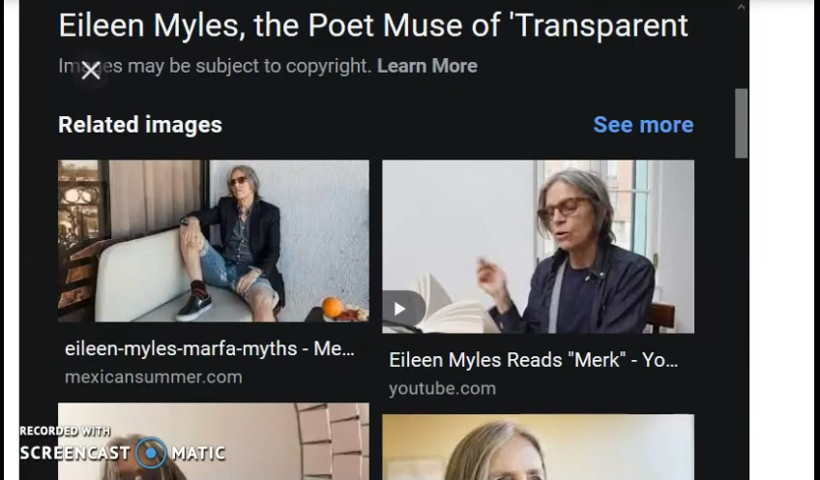 Eileen Myles, the Poet Muse of 'Transparent
Images may be subject to copyright. Learn More
Related images
See more
eileen-myles-marfa-myths - Me...
mexicansummer.com
Eileen Myles Reads "Merk" - Yo...
youtube.com
RECORDED WITH
SCREENCAST MATIC